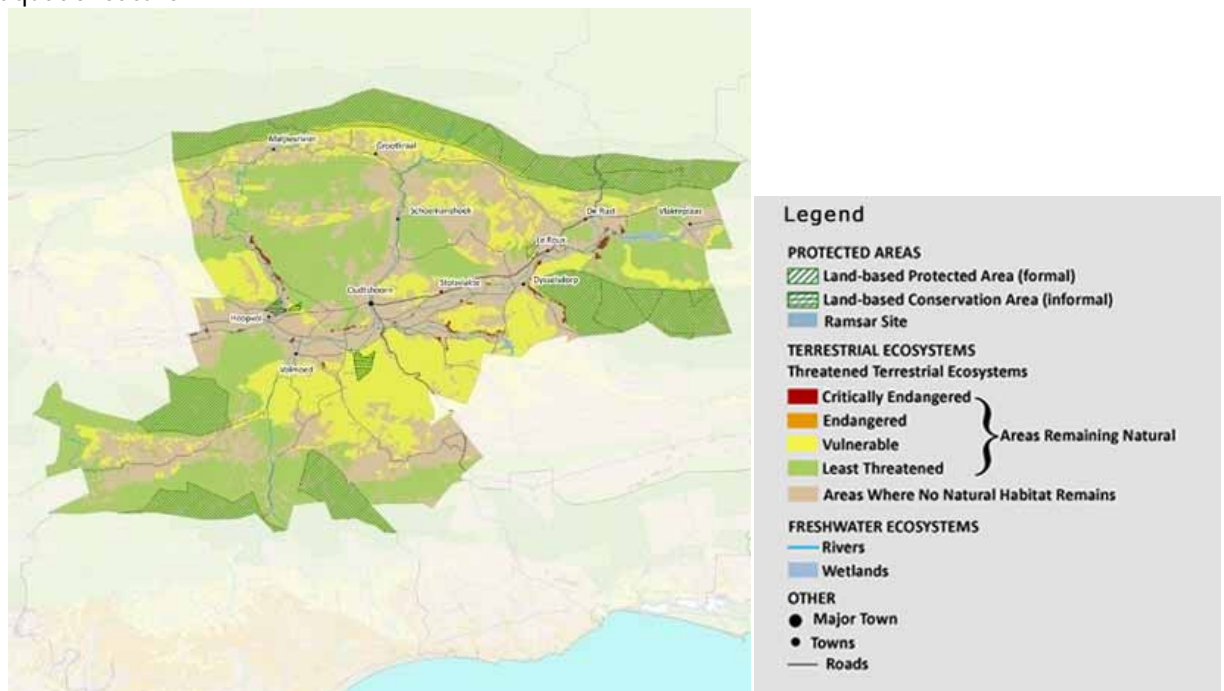 Matjiesrivier
Grootkraal
Schoemanshoek
De Rust
Vlakteplaas
Le Roux
Oudtshoorn
Dysselsdorp
Volmoed
Legend
PROTECTED AREAS
Land-based Protected Area (formal)
Land-based Conservation Area (informal)
Ramsar Site
TERRESTRIAL ECOSYSTEMS
Threatened Terrestrial Ecosystems
Critically Endangered
Endangered
Areas Remaining Natural
Vulnerable
Least Threatened
Areas Where No Natural Habitat Remains
FRESHWATER ECOSYSTEMS
Rivers
Wetlands
OTHER
Major Town
Towns
Roads